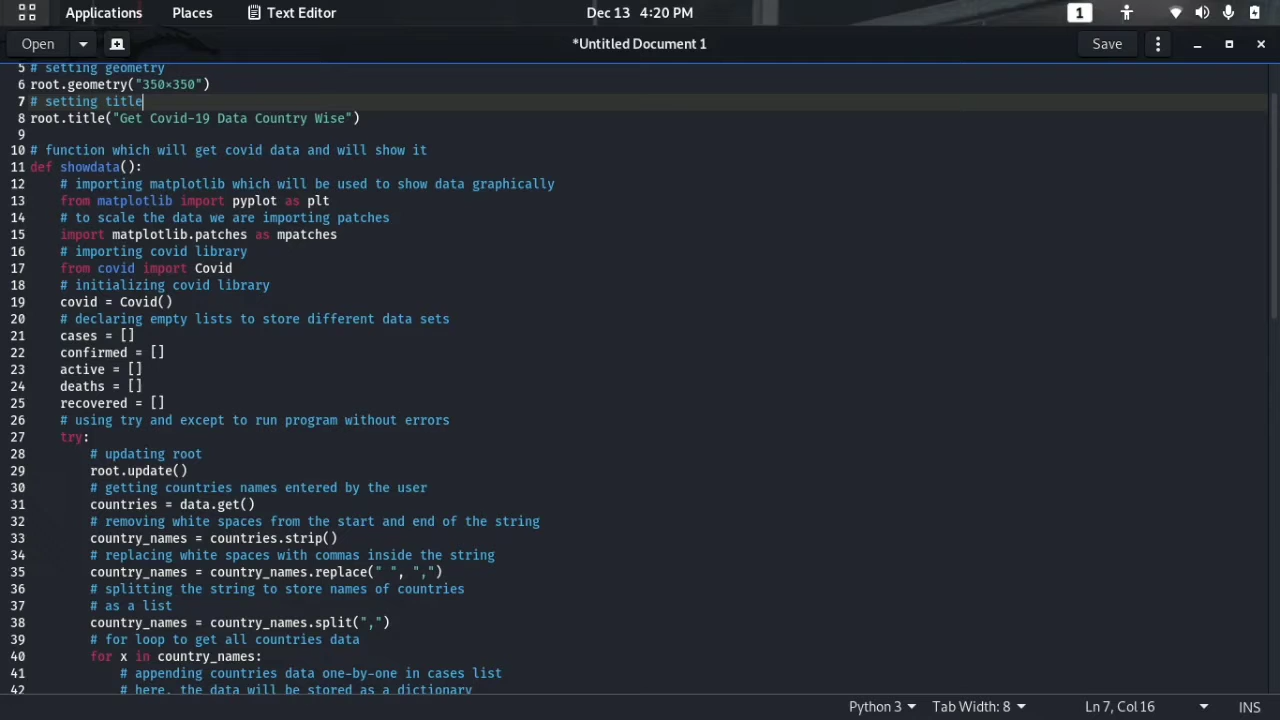 Applications Places Text Editor Dec 13 4:20 PM 1
Open *Untitled Document 1 Save
5 # setting geometry
6 root.geometry("350×350")
7 # setting title
8 root.title("Get Covid-19 Data Country Wise")
9
10 # function which will get covid data and will show it
11 def showdata():
12 # importing matplotlib which will be used to show data graphically
13 from matplotlib import pyplot as plt
14 # to scale the data we are importing patches
15 import matplotlib.patches as mpatches
16 # importing covid library
17 from covid import Covid
18 # initializing covid library
19 covid = Covid()
20 # declaring empty lists to store different data sets
21 cases = []
22 confirmed = []
23 active = []
24 deaths = []
25 recovered = []
26 # using try and except to run program without errors
27 try:
28 # updating root
29 root.update()
30 # getting countries names entered by the user
31 countries = data.get()
32 # removing white spaces from the start and end of the string
33 country_names = countries.strip()
34 # replacing white spaces with commas inside the string
35 country_names = country_names.replace(" ", ",")
36 # splitting the string to store names of countries
37 # as a list
38 country_names = country_names.split(",")
39 # for loop to get all countries data
40 for x in country_names:
41 # appending countries data one-by-one in cases list
42 # here, the data will be stored as a dictionary
Python 3 Tab Width: 8 Ln 7, Col 16 INS